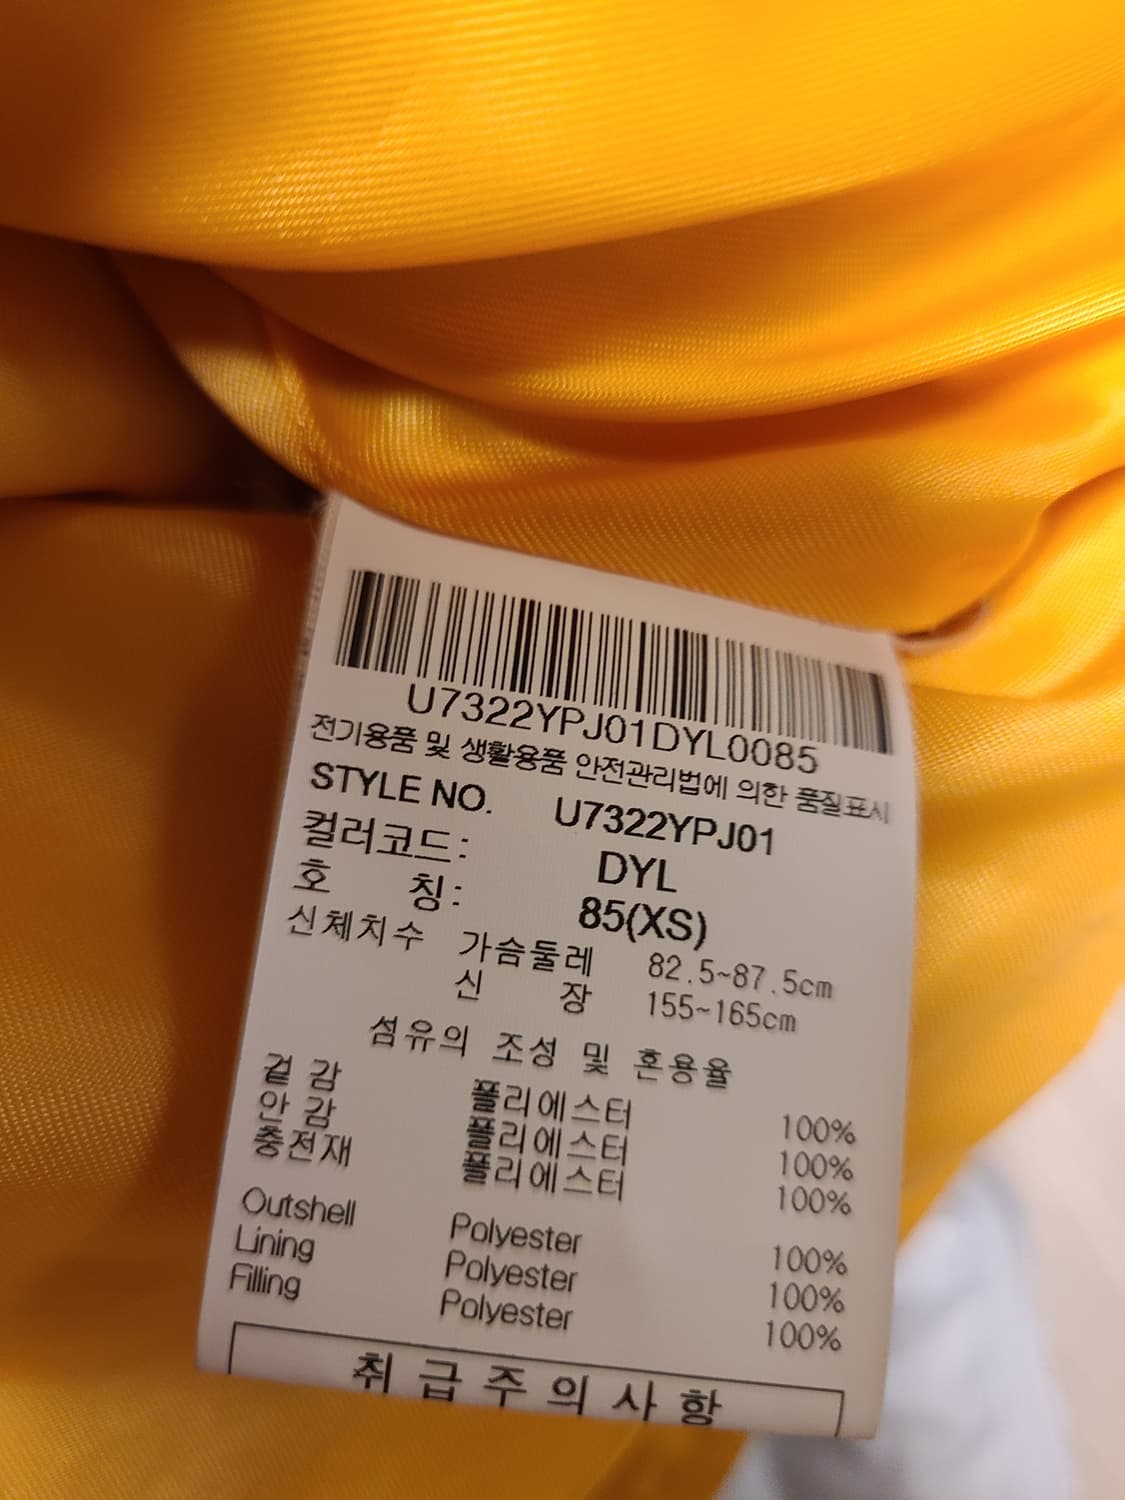 U7322YPJ01DYL0085
전기용품 및 생활용품 안전관리법에 의한 품질표시
STYLE NO. U7322YPJ01
컬러코드: DYL
호 칭: 85(XS)
신체치수 가슴둘레 82.5~87.5cm
신 장 155~165cm
섬유의 조성 및 혼용율
겉 감 폴리에스터 100%
안 감 폴리에스터 100%
충전재 폴리에스터 100%
Outshell Polyester 100%
Lining Polyester 100%
Filling Polyester 100%
취급주의사항